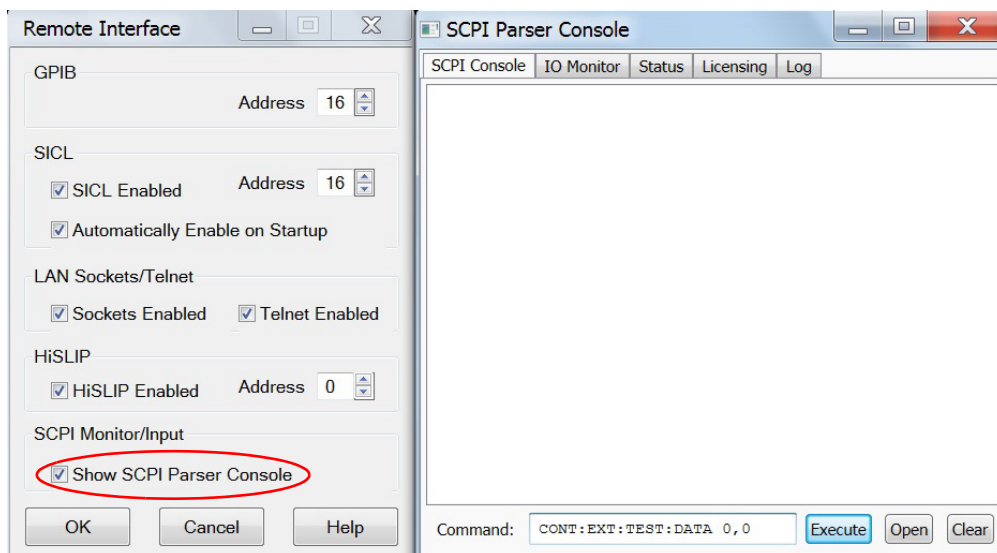 Remote Interface
GPIB
Address 16
SICL
SICL Enabled Address 16
Automatically Enable on Startup
LAN Sockets/Telnet
Sockets Enabled Telnet Enabled
HiSLIP
HiSLIP Enabled Address 0
SCPI Monitor/Input
Show SCPI Parser Console
OK Cancel Help
SCPI Parser Console
SCPI Console IO Monitor Status Licensing Log
Command: CONT:EXT:TEST:DATA 0,0 Execute Open Clear